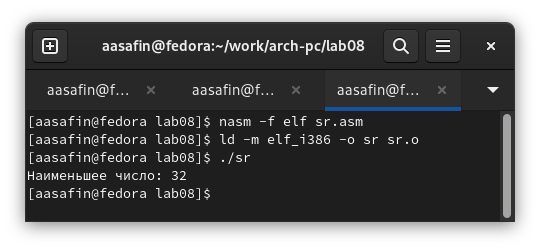 aasafin@fedora:~/work/arch-pc/lab08
aasafin@f... aasafin@f... aasafin@f...
[aasafin@fedora lab08]$ nasm -f elf sr.asm
[aasafin@fedora lab08]$ ld -m elf_i386 -o sr sr.o
[aasafin@fedora lab08]$ ./sr
Наименьшее число: 32
[aasafin@fedora lab08]$